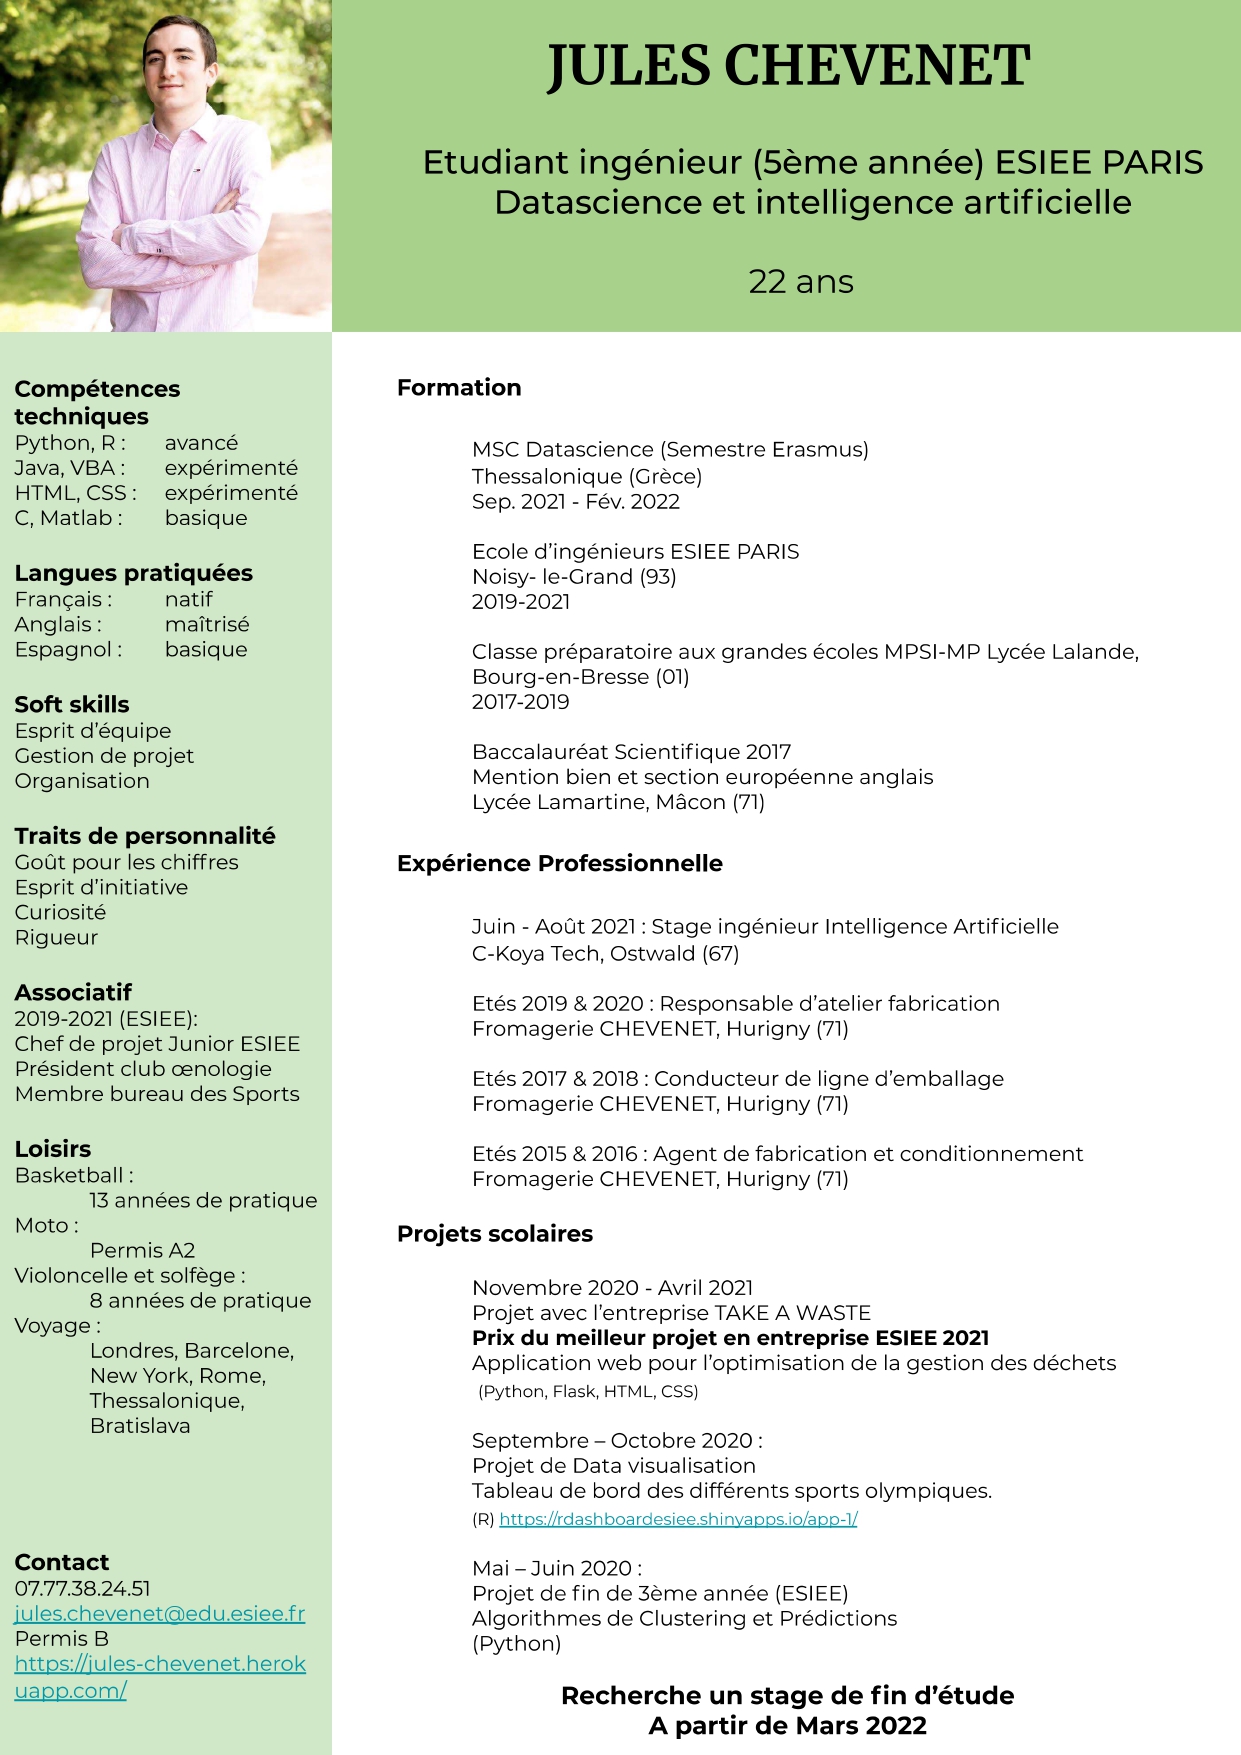 JULES CHEVENET
Etudiant ingénieur (5ème année) ESIEE PARIS
Datascience et intelligence artificielle
22 ans
Compétences
techniques
Python, R : avancé
Java, VBA : expérimenté
HTML, CSS : expérimenté
C, Matlab : basique
Langues pratiquées
Français : natif
Anglais : maîtrisé
Espagnol : basique
Soft skills
Esprit d’équipe
Gestion de projet
Organisation
Traits de personnalité
Goût pour les chiffres
Esprit d’initiative
Curiosité
Rigueur
Associatif
2019-2021 (ESIEE):
Chef de projet Junior ESIEE
Président club œnologie
Membre bureau des Sports
Loisirs
Basketball :
13 années de pratique
Moto :
Permis A2
Violoncelle et solfège :
8 années de pratique
Voyage :
Londres, Barcelone,
New York, Rome,
Thessalonique,
Bratislava
Contact
07.77.38.24.51
jules.chevenet@edu.esiee.fr
Permis B
https://jules-chevenet.herok
uapp.com/
Formation
MSC Datascience (Semestre Erasmus)
Thessalonique (Grèce)
Sep. 2021 - Fév. 2022
Ecole d’ingénieurs ESIEE PARIS
Noisy- le-Grand (93)
2019-2021
Classe préparatoire aux grandes écoles MPSI-MP Lycée Lalande,
Bourg-en-Bresse (01)
2017-2019
Baccalauréat Scientifique 2017
Mention bien et section européenne anglais
Lycée Lamartine, Mâcon (71)
Expérience Professionnelle
Juin - Août 2021 : Stage ingénieur Intelligence Artificielle
C-Koya Tech, Ostwald (67)
Etés 2019 & 2020 : Responsable d’atelier fabrication
Fromagerie CHEVENET, Hurigny (71)
Etés 2017 & 2018 : Conducteur de ligne d’emballage
Fromagerie CHEVENET, Hurigny (71)
Etés 2015 & 2016 : Agent de fabrication et conditionnement
Fromagerie CHEVENET, Hurigny (71)
Projets scolaires
Novembre 2020 - Avril 2021
Projet avec l’entreprise TAKE A WASTE
Prix du meilleur projet en entreprise ESIEE 2021
Application web pour l’optimisation de la gestion des déchets
(Python, Flask, HTML, CSS)
Septembre – Octobre 2020 :
Projet de Data visualisation
Tableau de bord des différents sports olympiques.
(R) https://rdashboardesiee.shinyapps.io/app-1/
Mai – Juin 2020 :
Projet de fin de 3ème année (ESIEE)
Algorithmes de Clustering et Prédictions
(Python)
Recherche un stage de fin d’étude
A partir de Mars 2022